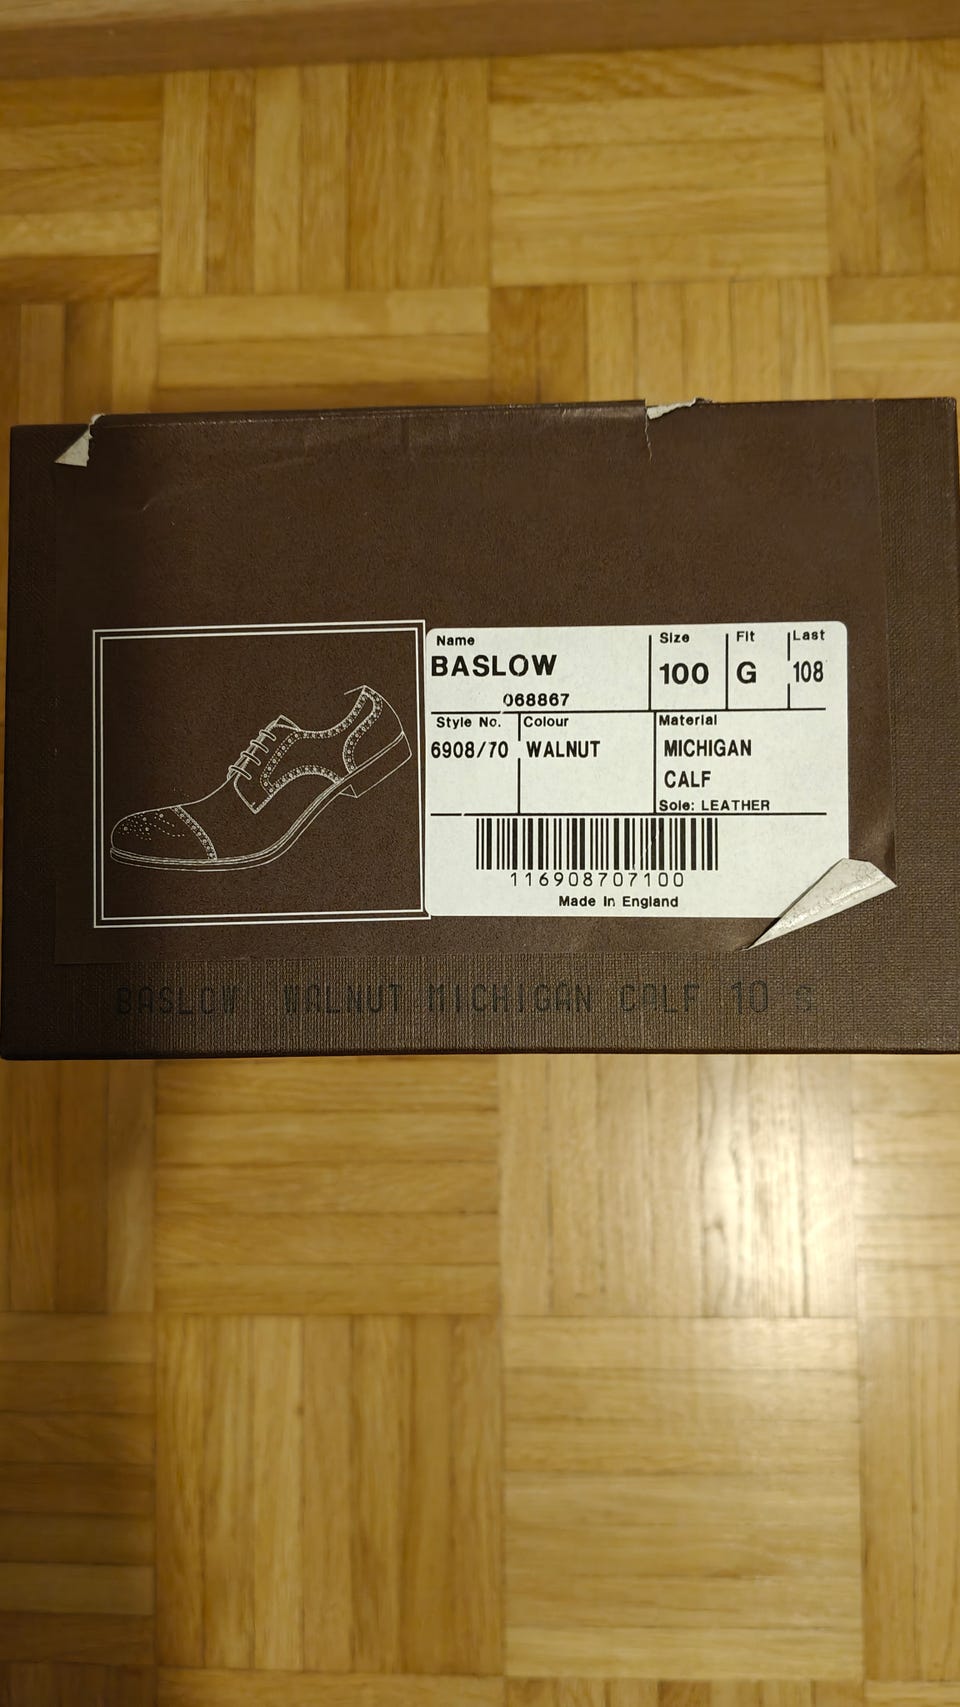 Name
BASLOW
068867
Size
100
Fit
G
Last
108
Style No.
6908/70
Colour
WALNUT
Material
MICHIGAN
CALF
Sole: LEATHER
116908707100
Made In England
BASLOW WALNUT MICHIGAN CALF 10 S